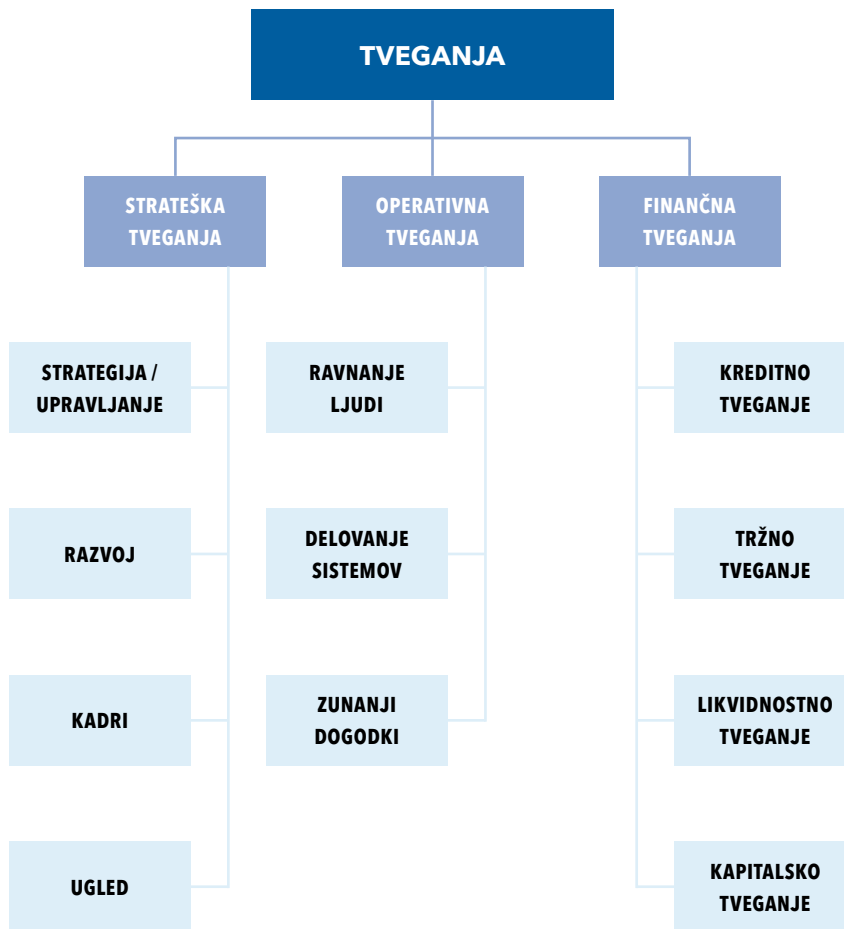 TVEGANJA
STRATEŠKA
TVEGANJA
OPERATIVNA
TVEGANJA
FINANČNA
TVEGANJA
STRATEGIJA /
UPRAVLJANJE
RAZVOJ
KADRI
UGLED
RAVNANJE
LJUDI
DELOVANJE
SISTEMOV
ZUNANJI
DOGODKI
KREDITNO
TVEGANJE
TRŽNO
TVEGANJE
LIKVIDNOSTNO
TVEGANJE
KAPITALSKO
TVEGANJE